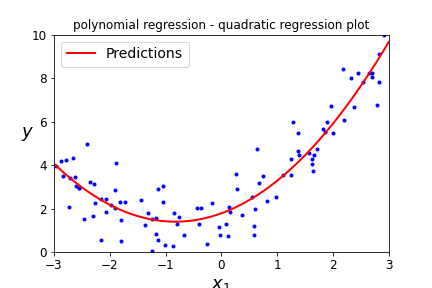 polynomial regression - quadratic regression plot
Predictions
10
8
6
4
2
0
y
−3 −2 −1 0 1 2 3
x₁